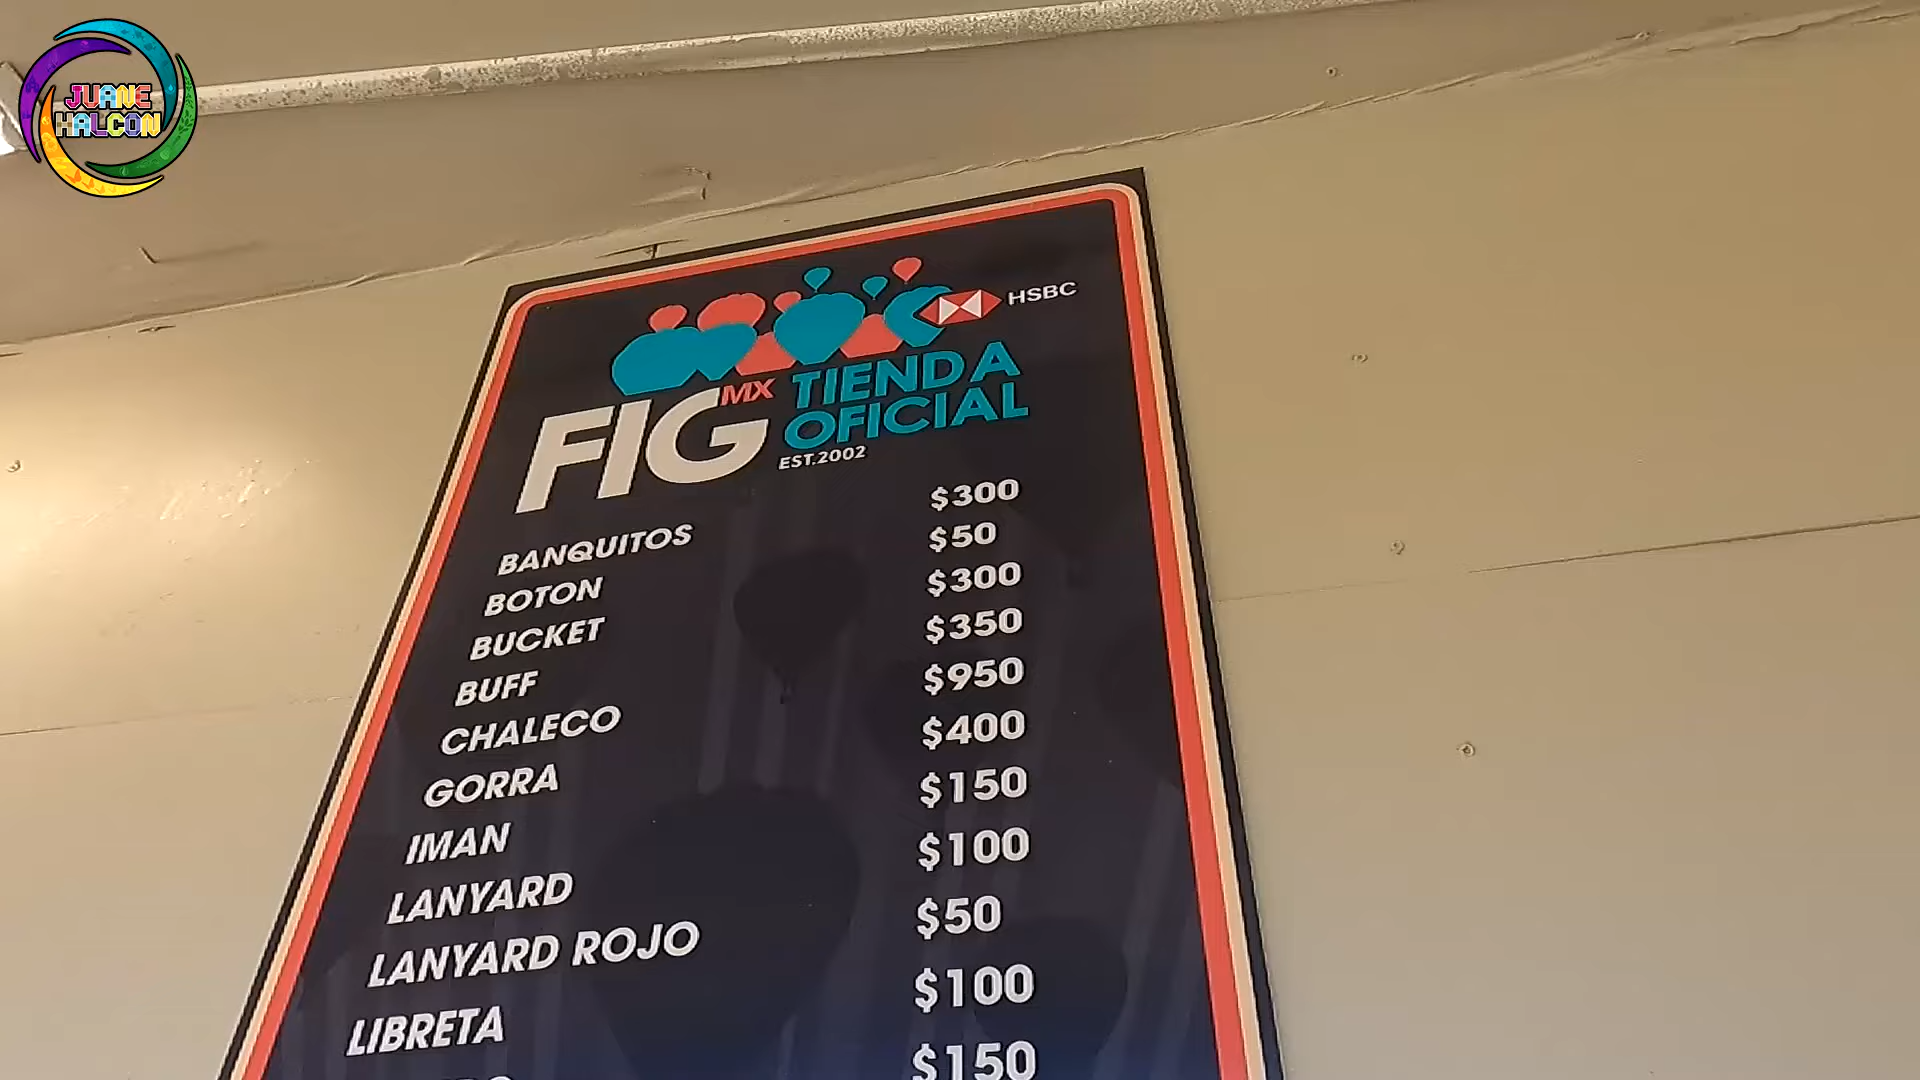 JUANE
HALCON
HSBC
FIG MX TIENDA
OFICIAL
EST.2002
BANQUITOS $300
BOTON $50
BUCKET $300
BUFF $350
CHALECO $950
GORRA $400
IMAN $150
LANYARD $100
LANYARD ROJO $50
LIBRETA $100
$150